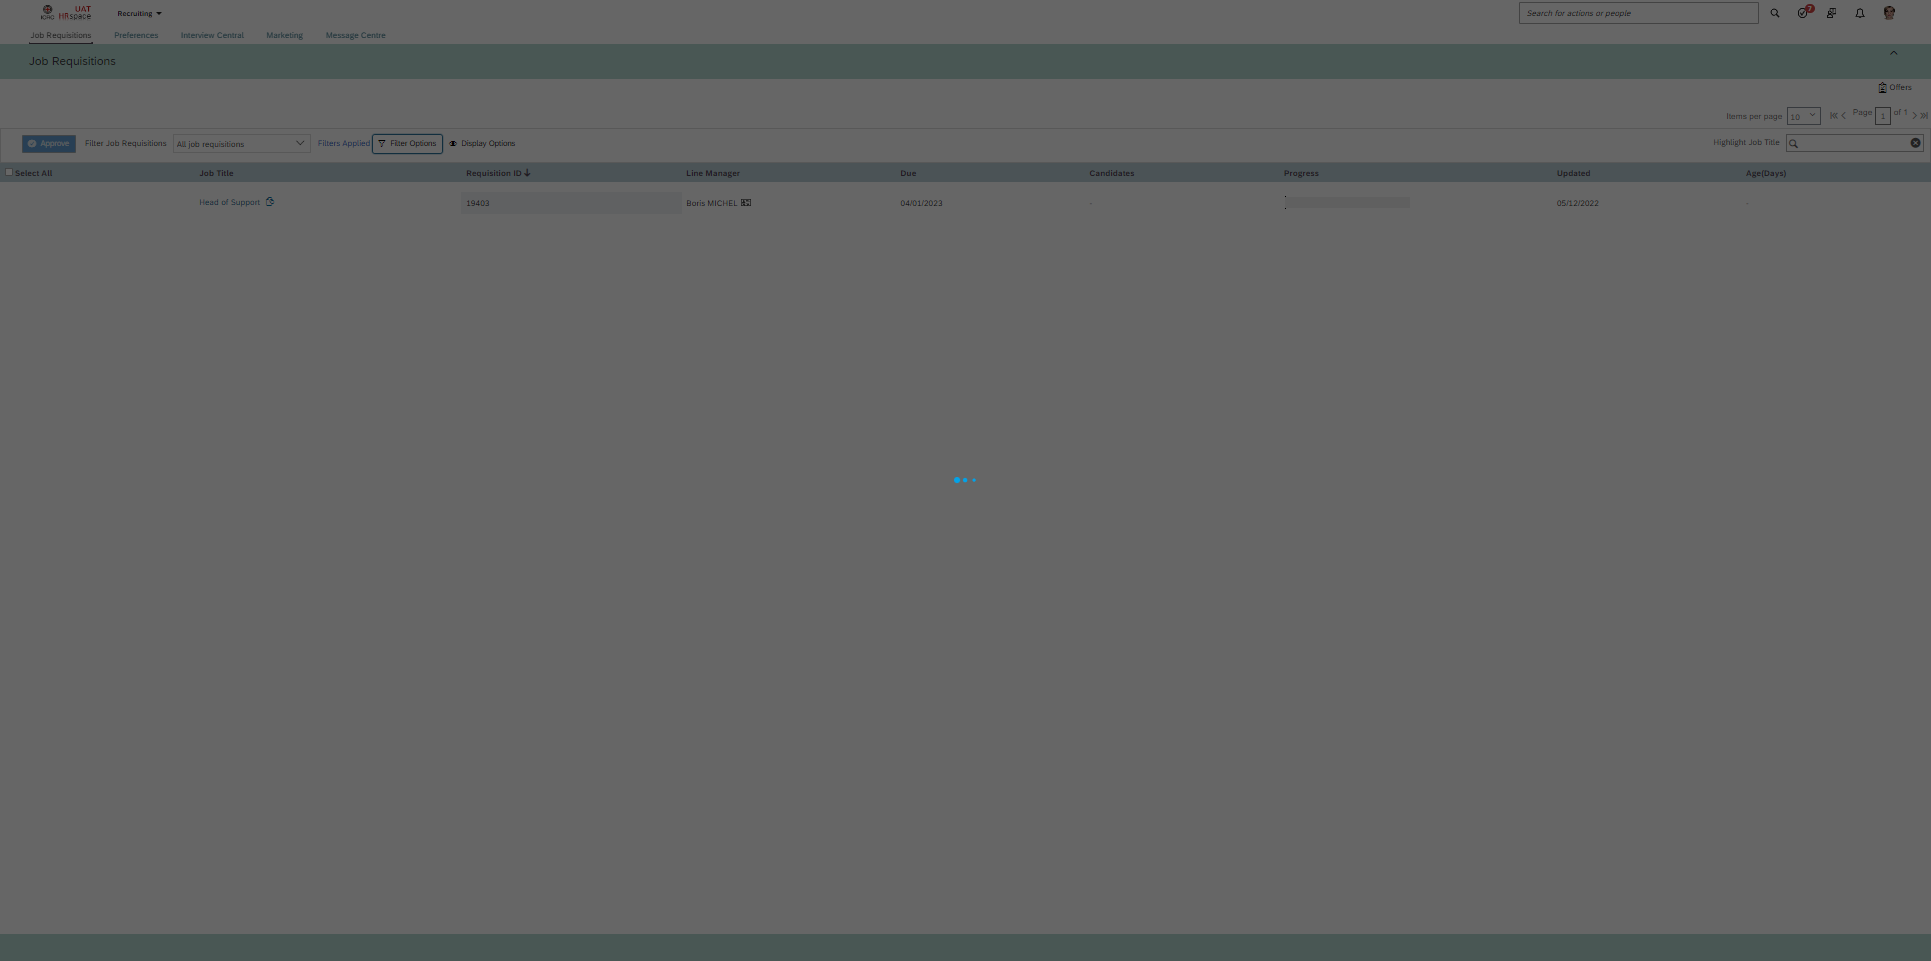 UAT
ICRC HRspace
Recruiting
Search for actions or people
7
Job Requisitions
Preferences
Interview Central
Marketing
Message Centre
Job Requisitions
Offers
Items per page 10
Page 1 of 1
Approve
Filter Job Requisitions
All job requisitions
Filters Applied
Filter Options
Display Options
Highlight Job Title
Select All
Job Title
Requisition ID
Line Manager
Due
Candidates
Progress
Updated
Age(Days)
Head of Support
19403
Boris MICHEL
04/01/2023
-
05/12/2022
-